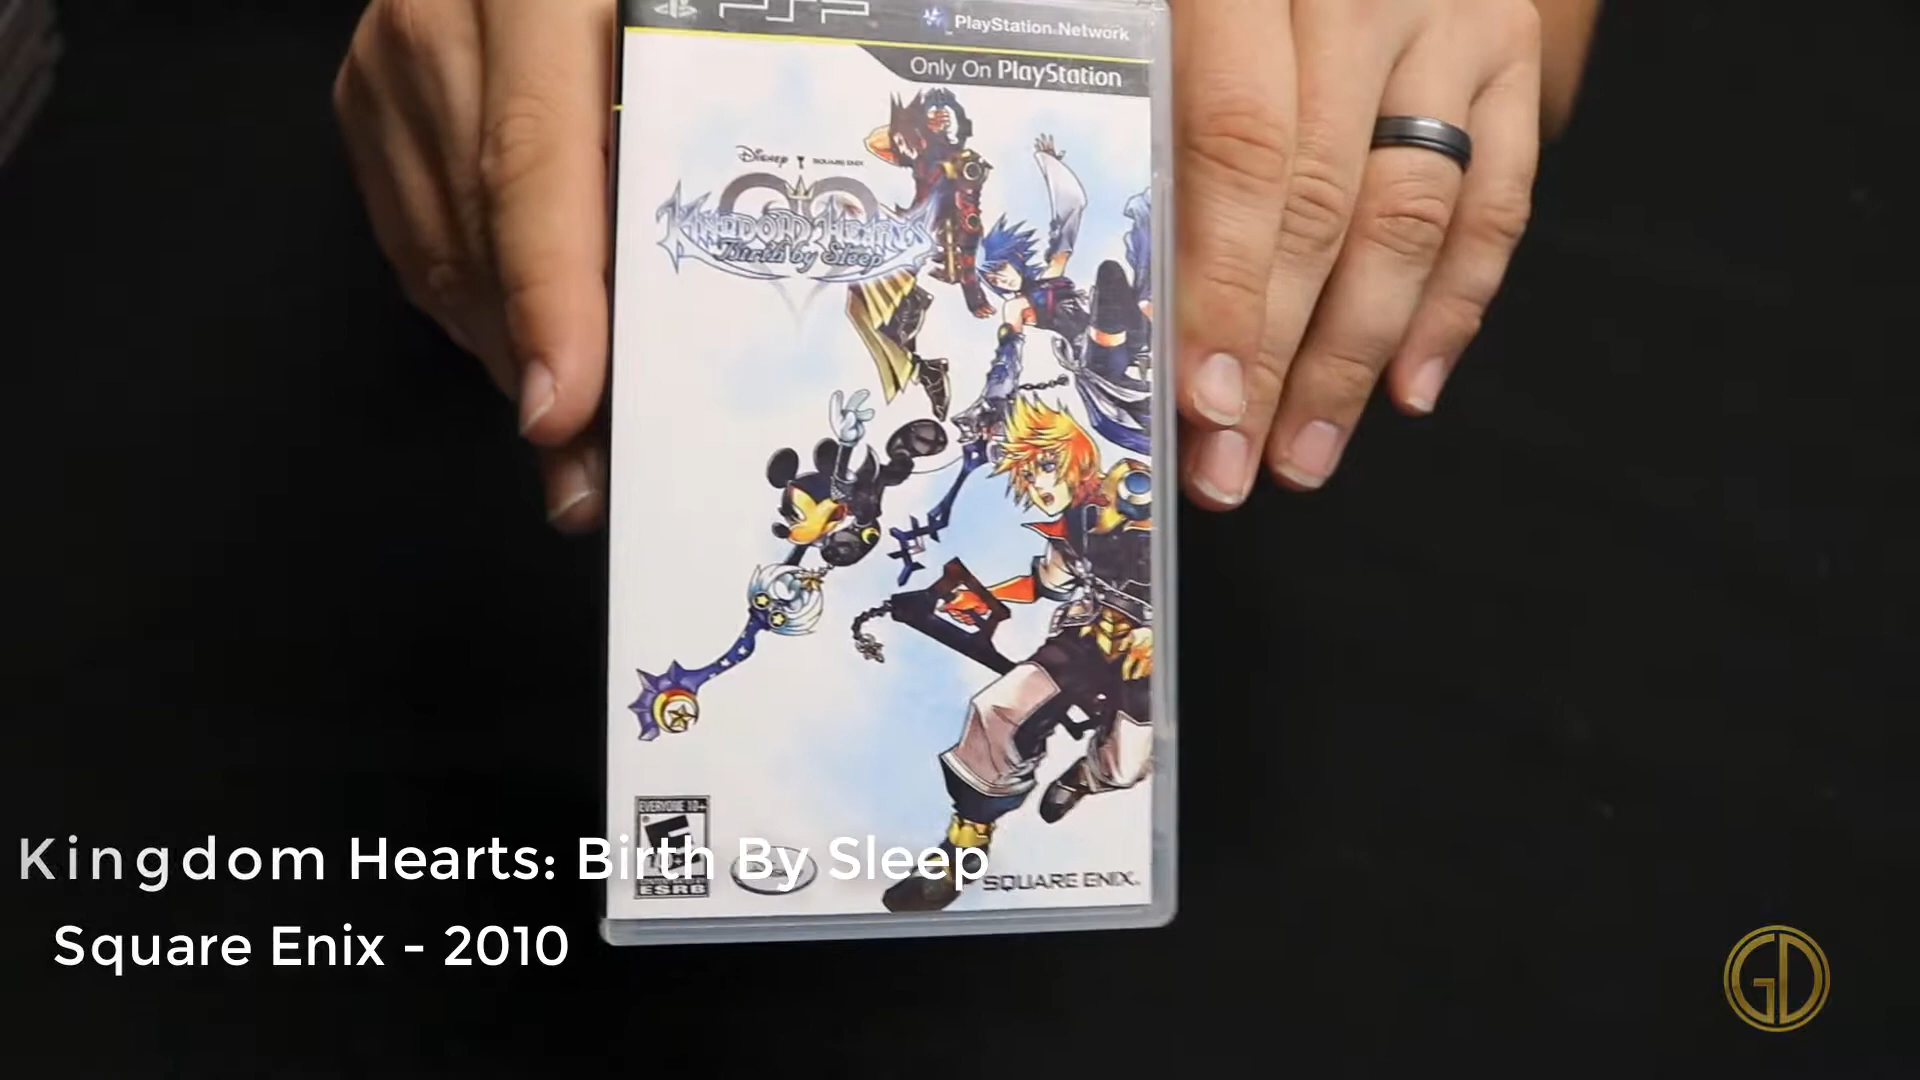 PSP
PlayStation Network
Only On PlayStation
Disney SQUARE ENIX
KINGDOM HEARTS
Birth by Sleep
EVERYONE 10+
ESRB
Kingdom Hearts: Birth By Sleep
SQUARE ENIX.
Square Enix - 2010
GD